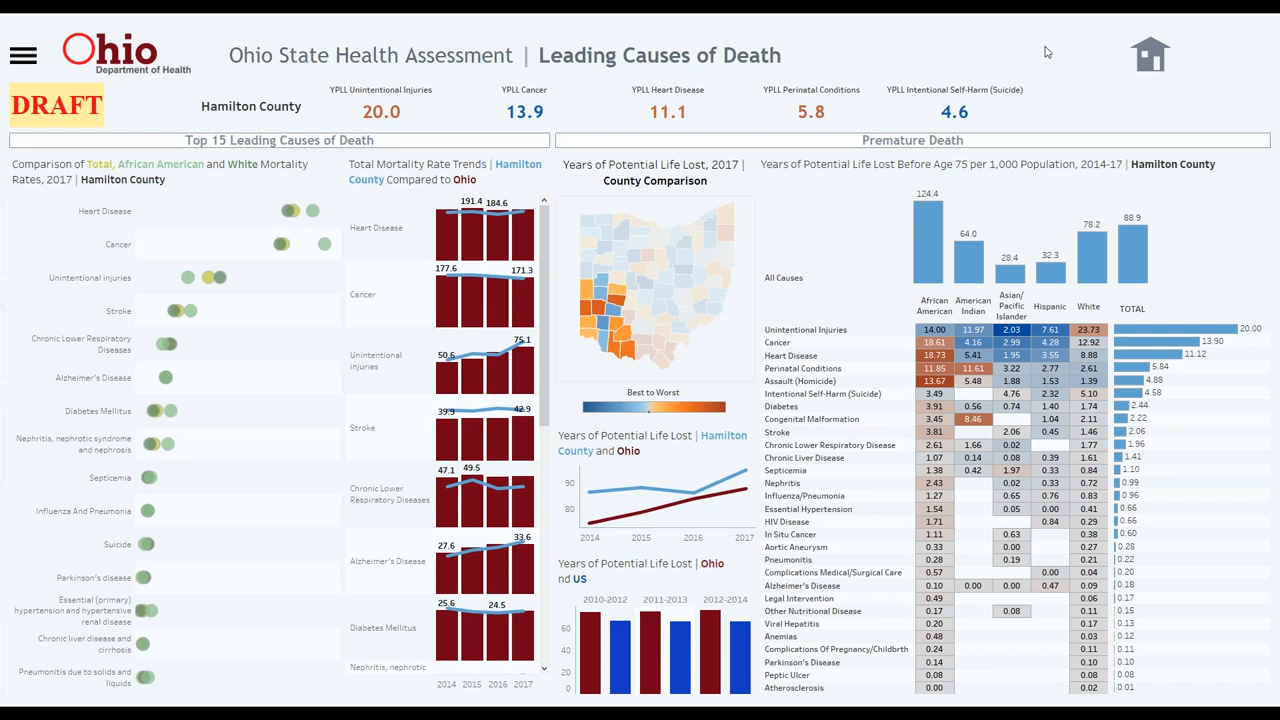 Ohio
Department of Health
Ohio State Health Assessment | Leading Causes of Death
DRAFT
Hamilton County
YPLL Unintentional Injuries
20.0
YPLL Cancer
13.9
YPLL Heart Disease
11.1
YPLL Perinatal Conditions
5.8
YPLL Intentional Self-Harm (Suicide)
4.6
Top 15 Leading Causes of Death
Premature Death
Comparison of Total, African American and White Mortality
Rates, 2017 | Hamilton County
Heart Disease
Cancer
Unintentional injuries
Stroke
Chronic Lower Respiratory
Diseases
Alzheimer's Disease
Diabetes Mellitus
Nephritis, nephrotic syndrome
and nephrosis
Septicemia
Influenza And Pneumonia
Suicide
Parkinson's disease
Essential (primary)
hypertension and hypertensive
renal disease
Chronic liver disease and
cirrhosis
Pneumonitis due to solids and
liquids
Total Mortality Rate Trends | Hamilton
County Compared to Ohio
Heart Disease
191.4 184.6
Cancer
177.6 171.3
Unintentional
injuries
50.6 75.1
Stroke
39.9 42.9
Chronic Lower
Respiratory Diseases
47.1 49.5
Alzheimer's Disease
27.6 33.6
Diabetes Mellitus
25.6 24.5
Nephritis, nephrotic
2014 2015 2016 2017
Years of Potential Life Lost, 2017 |
County Comparison
Best to Worst
Years of Potential Life Lost | Hamilton
County and Ohio
90
80
2014 2015 2016 2017
Years of Potential Life Lost | Ohio
nd US
2010-2012 2011-2013 2012-2014
60
40
20
0
Years of Potential Life Lost Before Age 75 per 1,000 Population, 2014-17 | Hamilton County
All Causes
124.4 64.0 28.4 32.3 78.2 88.9
African
American
American
Indian
Asian/
Pacific
Islander
Hispanic
White
TOTAL
Unintentional Injuries 14.00 11.97 2.03 7.61 23.73 20.00
Cancer 18.61 4.16 2.99 4.28 12.92 13.90
Heart Disease 18.73 5.41 1.95 3.55 8.88 11.12
Perinatal Conditions 11.85 11.61 3.22 2.77 2.61 5.84
Assault (Homicide) 13.67 5.48 1.88 1.53 1.39 4.88
Intentional Self-Harm (Suicide) 3.49 4.76 2.32 5.10 4.58
Diabetes 3.91 0.56 0.74 1.40 1.74 2.44
Congenital Malformation 3.45 8.46 1.04 2.11 2.22
Stroke 3.81 2.06 0.45 1.46 2.06
Chronic Lower Respiratory Disease 2.61 1.66 0.02 1.77 1.96
Chronic Liver Disease 1.07 0.14 0.08 0.39 1.61 1.41
Septicemia 1.38 0.42 1.97 0.33 0.84 1.10
Nephritis 2.43 0.02 0.33 0.72 0.99
Influenza/Pneumonia 1.27 0.65 0.76 0.83 0.96
Essential Hypertension 1.54 0.05 0.00 0.41 0.66
HIV Disease 1.71 0.84 0.29 0.66
In Situ Cancer 1.11 0.63 0.38 0.60
Aortic Aneurysm 0.33 0.00 0.27 0.28
Pneumonitis 0.28 0.19 0.21 0.22
Complications Medical/Surgical Care 0.57 0.00 0.04 0.20
Alzheimer's Disease 0.10 0.00 0.00 0.47 0.09 0.18
Legal Intervention 0.49 0.06 0.17
Other Nutritional Disease 0.17 0.08 0.11 0.15
Viral Hepatitis 0.20 0.17 0.13
Anemias 0.48 0.03 0.12
Complications Of Pregnancy/Childbrth 0.24 0.11 0.11
Parkinson's Disease 0.14 0.10 0.10
Peptic Ulcer 0.08 0.08 0.08
Atherosclerosis 0.00 0.02 0.01